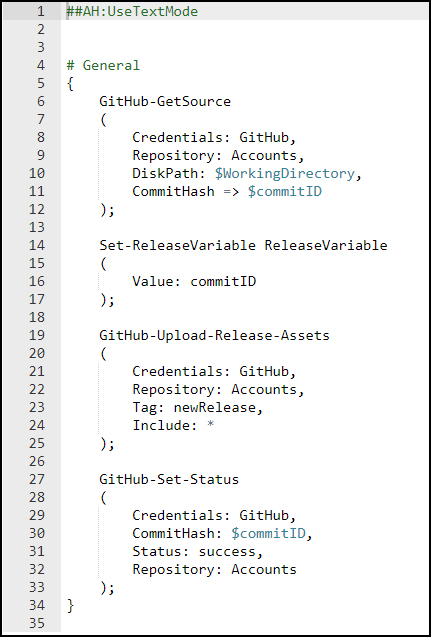 1 ##AH:UseTextMode
2
3
4 # General
5 {
6     GitHub-GetSource
7     (
8         Credentials: GitHub,
9         Repository: Accounts,
10         DiskPath: $WorkingDirectory,
11         CommitHash => $commitID
12     );
13
14     Set-ReleaseVariable ReleaseVariable
15     (
16         Value: commitID
17     );
18
19     GitHub-Upload-Release-Assets
20     (
21         Credentials: GitHub,
22         Repository: Accounts,
23         Tag: newRelease,
24         Include: *
25     );
26
27     GitHub-Set-Status
28     (
29         Credentials: GitHub,
30         CommitHash: $commitID,
31         Status: success,
32         Repository: Accounts
33     );
34 }
35